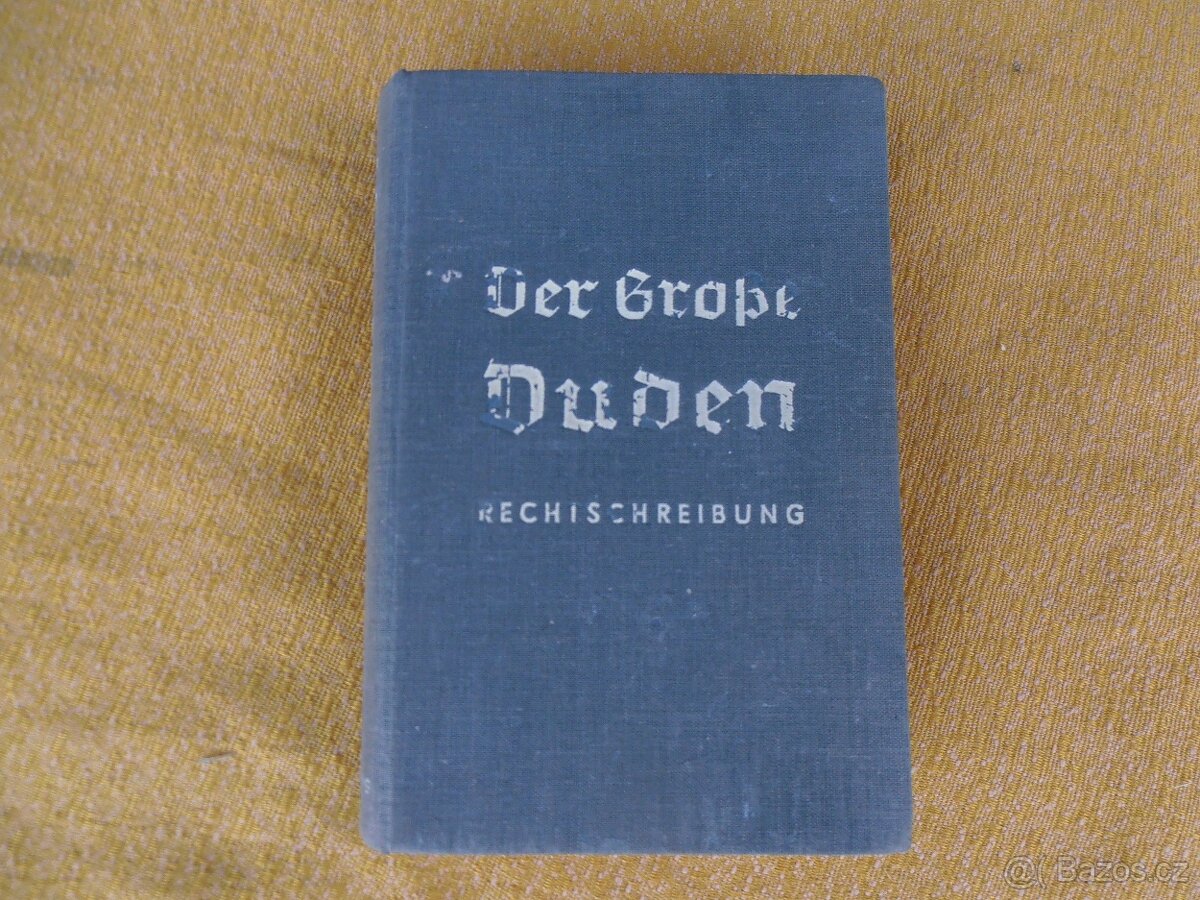 Der Große
Duden
RECHTSCHREIBUNG
@( Bazos.cz